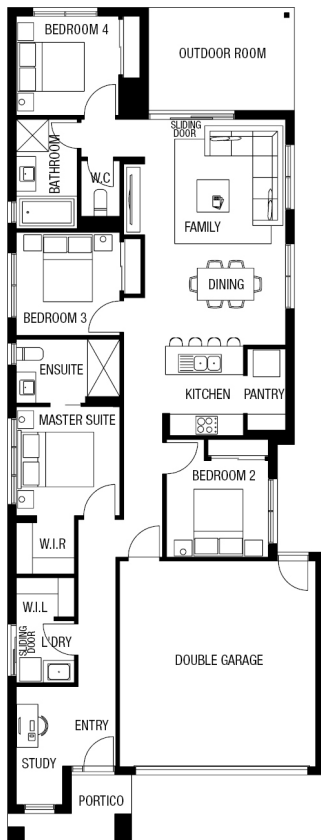 BEDROOM 4
OUTDOOR ROOM
SLIDING
DOOR
BATHROOM
W.C
FAMILY
DINING
BEDROOM 3
ENSUITE
KITCHEN
PANTRY
MASTER SUITE
BEDROOM 2
W.I.R
W.I.L
SLIDING
DOOR
L'DRY
DOUBLE GARAGE
ENTRY
STUDY
PORTICO